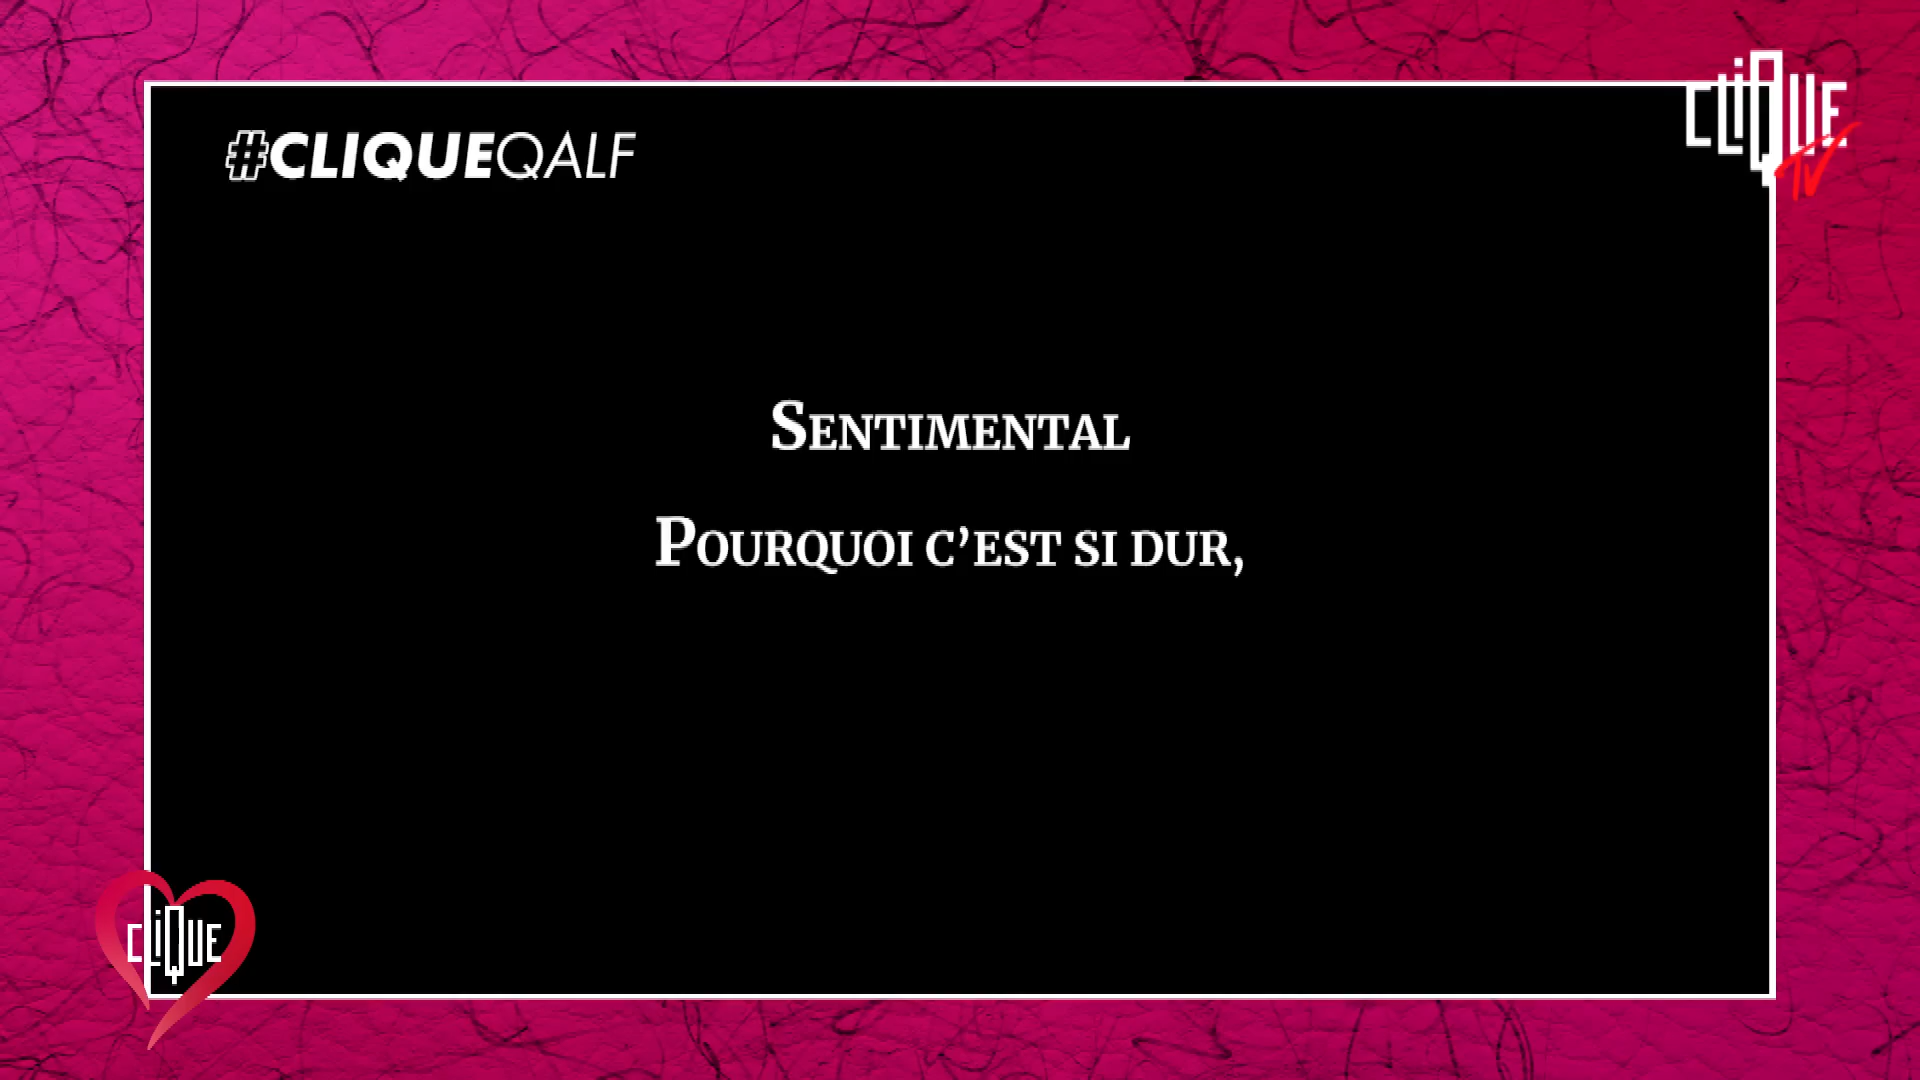 CLiQUE
TV
#CLIQUEQALF
Sentimental
Pourquoi c’est si dur,
CLiQUE